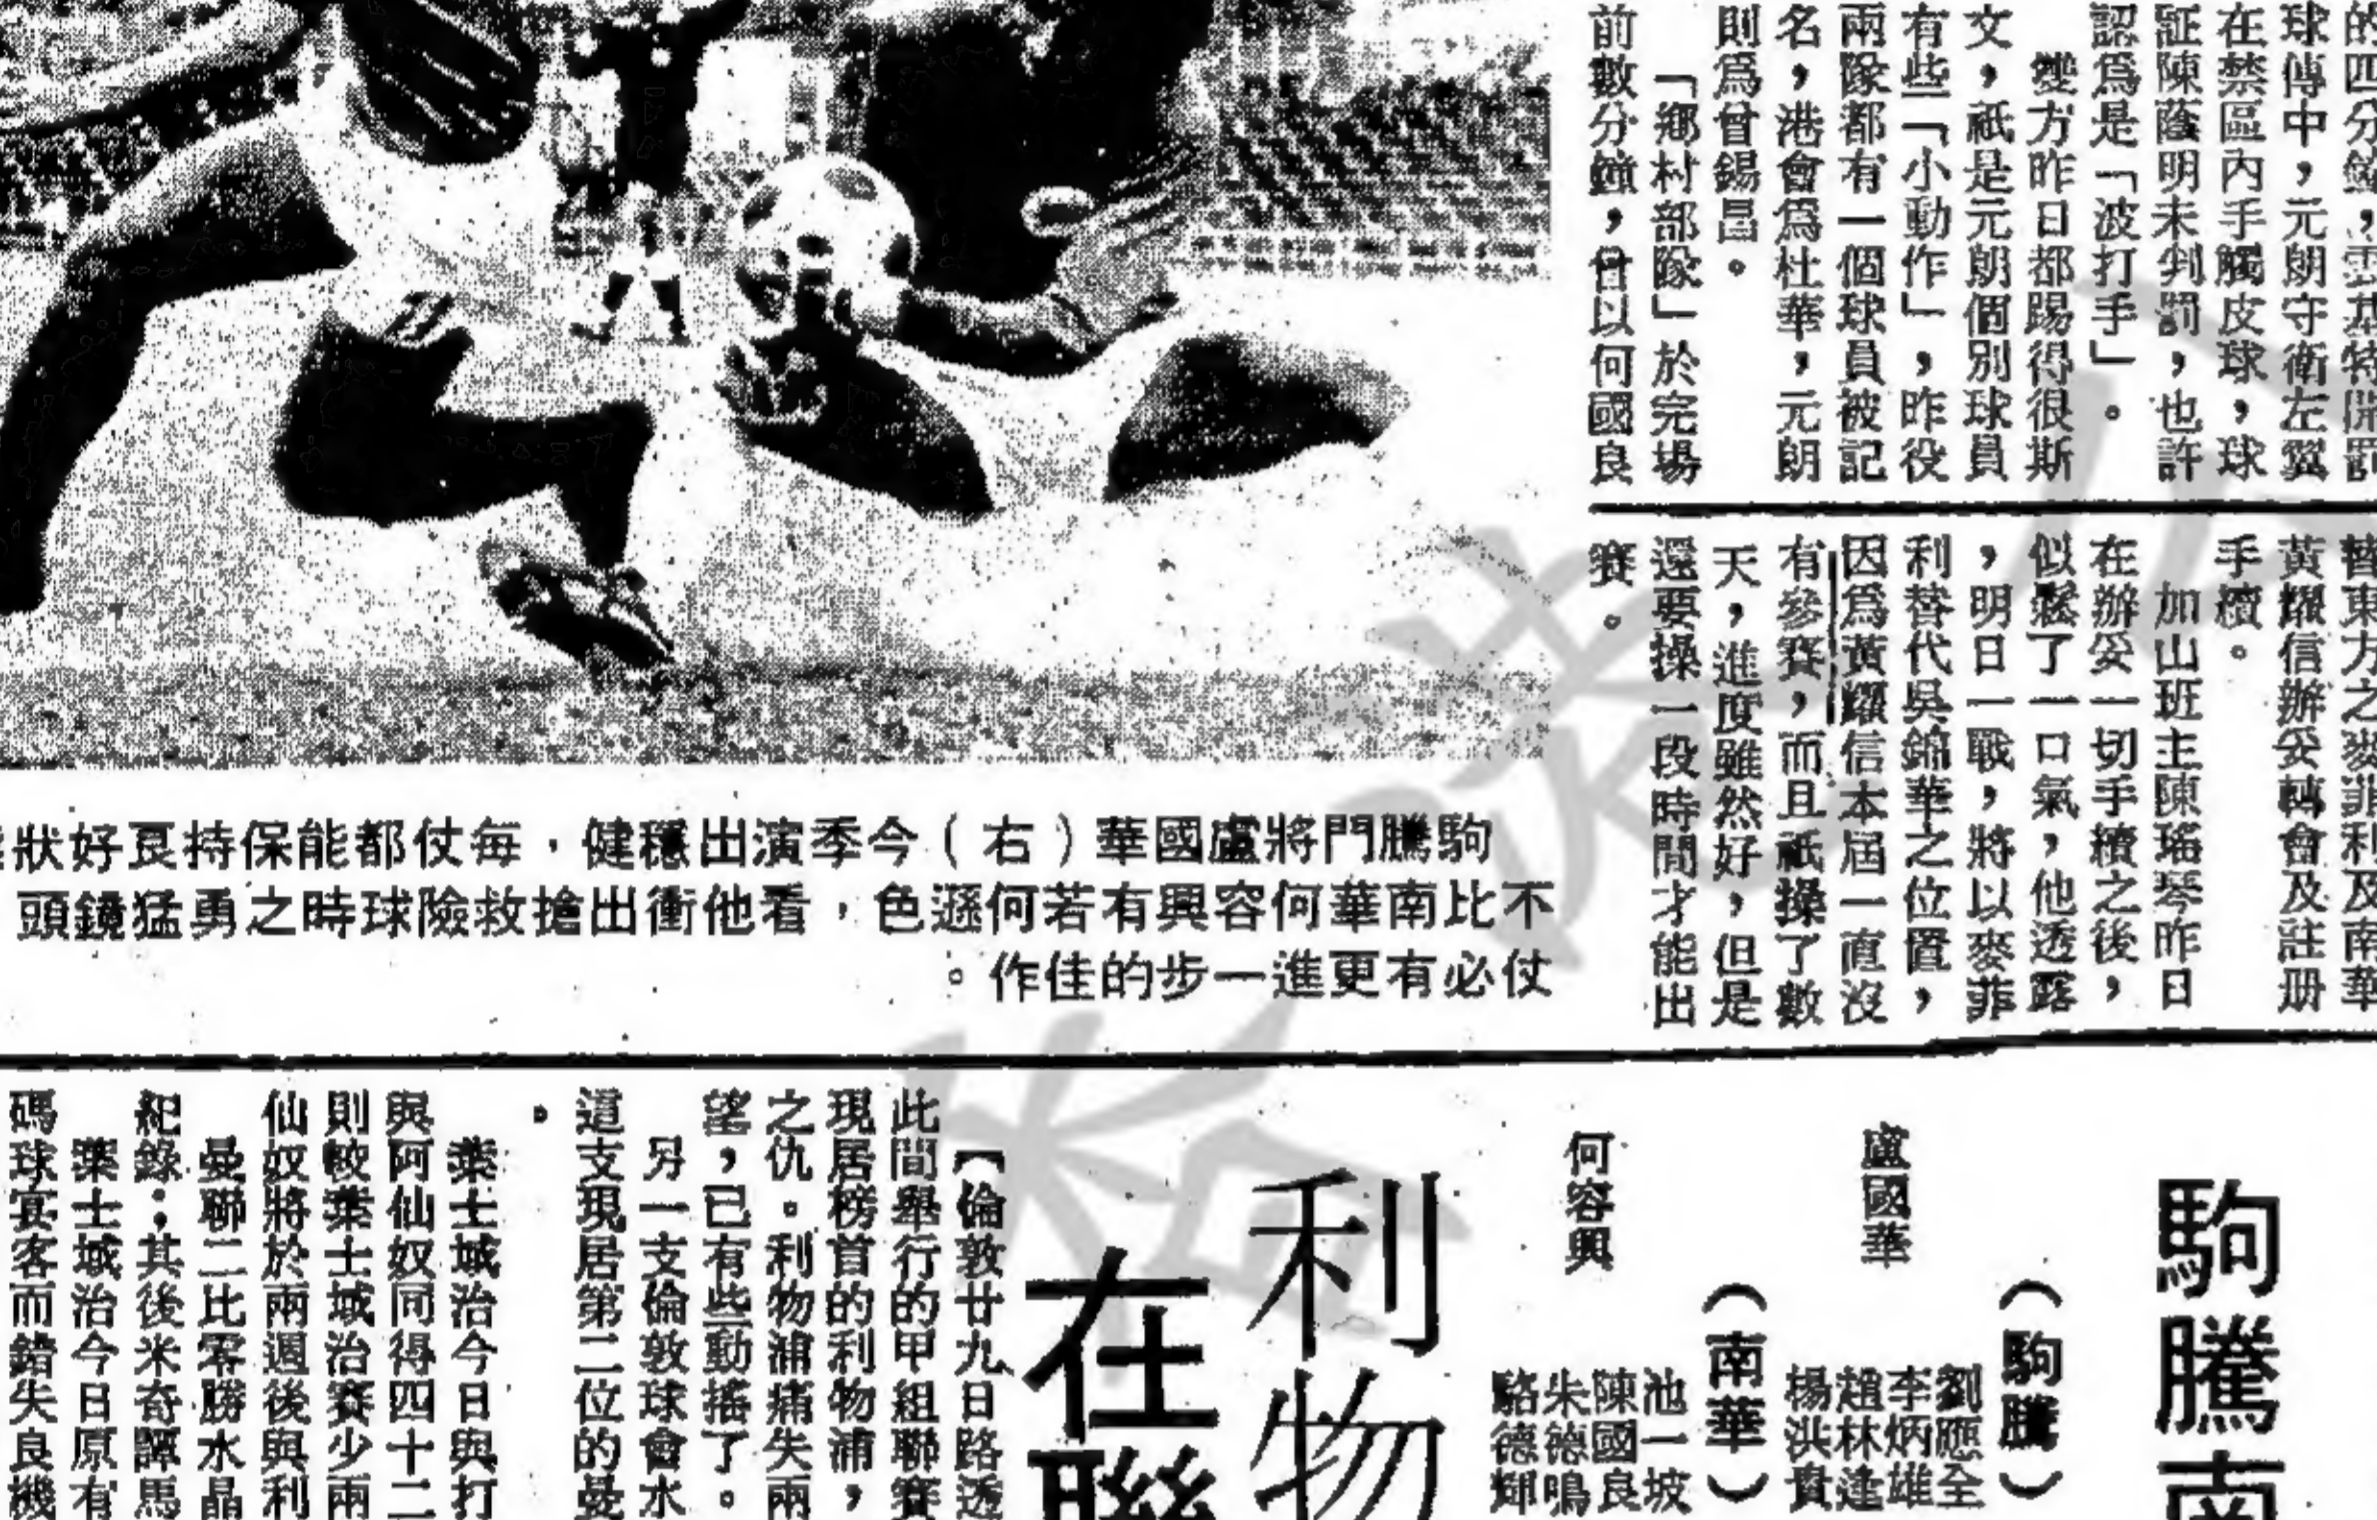 的四分鐘,雲基特開罰
球傳中,元朗守衛左翼
在禁區内手觸皮球,球
証陳蔭明未判罰,也許
認爲是「波打手」。
雙方昨日都踢得很斯
文,祇是元朗個別球員
有些「小動作」,昨役
兩隊都有一個球員被記
名,港會爲杜華,元朗
則爲曾錫昌。
「鄉村部隊」於完場
前數分鐘,曾以何國良
替東方之麥菲利及南華
黃耀信辦妥轉會及註册
手續。
加山班主陳瑤琴昨日
在辦妥一切手續之後,
似鬆了一口氣,他透露
,明日一戰,將以麥菲
利替代吳錦華之位置,
因爲黃耀信本屆一直沒
有參賽,而且祇操了數
天,進度雖然好,但是
還要操一段時間才能出
賽。
駒騰門將盧國華(右)今季演出穩健,每仗都能保持良好狀
不比南華何容興有若何遜色,看他衝出搶救險球時之勇猛鏡頭
仗必有更進一步的佳作。
駒騰南
(駒騰)
盧國華
劉應全
李炳雄
趙林逢
楊洪貴
(南華)
何容興
池一坡
陳國良
朱德鳴
駱德輝
利物
在聯
【倫敦廿九日路透
此間舉行的甲組聯賽
現居榜首的利物浦,
之仇。利物浦痛失兩
望,已有些動搖了。
另一支倫敦球會水
這支現居第二位的曼
。
葉士城治今日與打
與阿仙奴同得四十二
則較葉士城治賽少兩
仙奴將於兩週後與利
曼聯二比零勝水晶
紀錄;其後米奇譚馬
葉士城治今日原有
碼球宴客而錯失良機